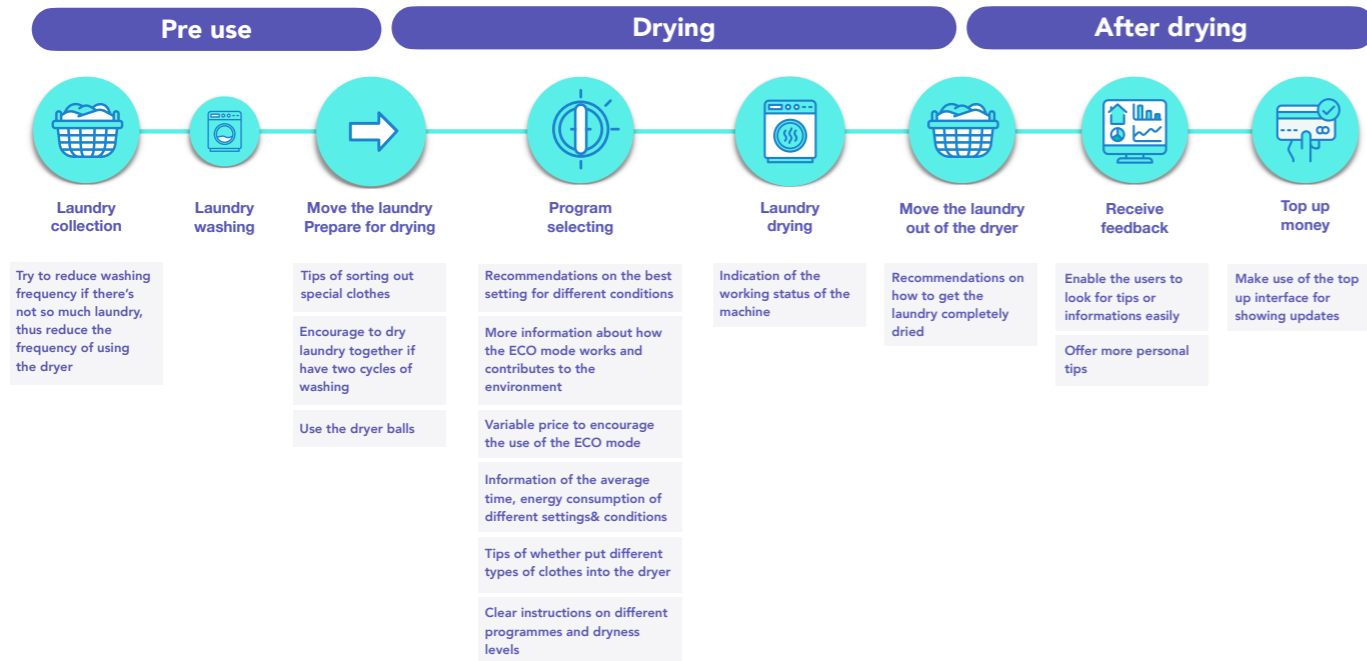 Pre use
Drying
After drying
Laundry
collection
Laundry
washing
Move the laundry
Prepare for drying
Program
selecting
Laundry
drying
Move the laundry
out of the dryer
Receive
feedback
Top up
money
Try to reduce washing
frequency if there's
not so much laundry,
thus reduce the
frequency of using
the dryer
Tips of sorting out
special clothes
Encourage to dry
laundry together if
have two cycles of
washing
Use the dryer balls
Recommendations on the best
setting for different conditions
More information about how
the ECO mode works and
contributes to the
environment
Variable price to encourage
the use of the ECO mode
Information of the average
time, energy consumption of
different settings& conditions
Tips of whether put different
types of clothes into the dryer
Clear instructions on different
programmes and dryness
levels
Indication of the
working status of the
machine
Recommendations on
how to get the
laundry completely
dried
Enable the users to
look for tips or
informations easily
Offer more personal
tips
Make use of the top
up interface for
showing updates